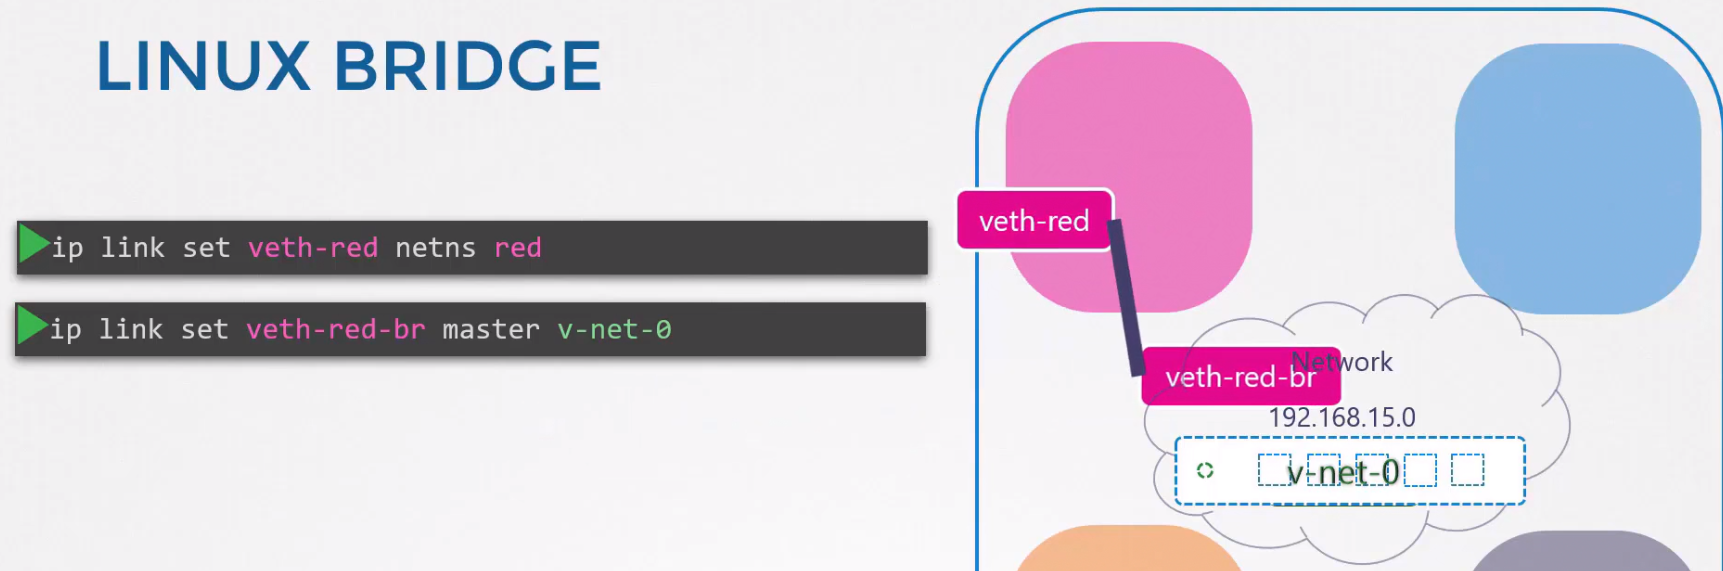 LINUX BRIDGE
ip link set veth-red netns red
ip link set veth-red-br master v-net-0
veth-red
Network
veth-red-br
192.168.15.0
v-net-0